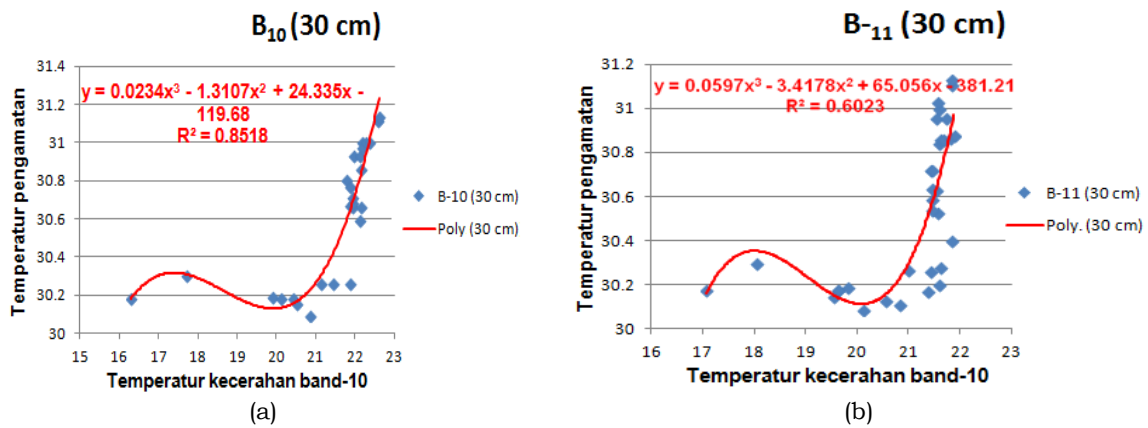 B₁₀ (30 cm)
y = 0.0234x³ - 1.3107x² + 24.335x -
119.68
R² = 0.8518
Temperatur pengamatan
31.4
31.2
31
30.8
30.6
30.4
30.2
30
15 16 17 18 19 20 21 22 23
Temperatur kecerahan band-10
B-10 (30 cm)
Poly (30 cm)
(a)
B-₁₁ (30 cm)
y = 0.0597x³ - 3.4178x² + 65.056x - 381.21
R² = 0.6023
Temperatur pengamatan
31.2
31
30.8
30.6
30.4
30.2
30
16 17 18 19 20 21 22 23
Temperatur kecerahan band-10
B-11 (30 cm)
Poly. (30 cm)
(b)